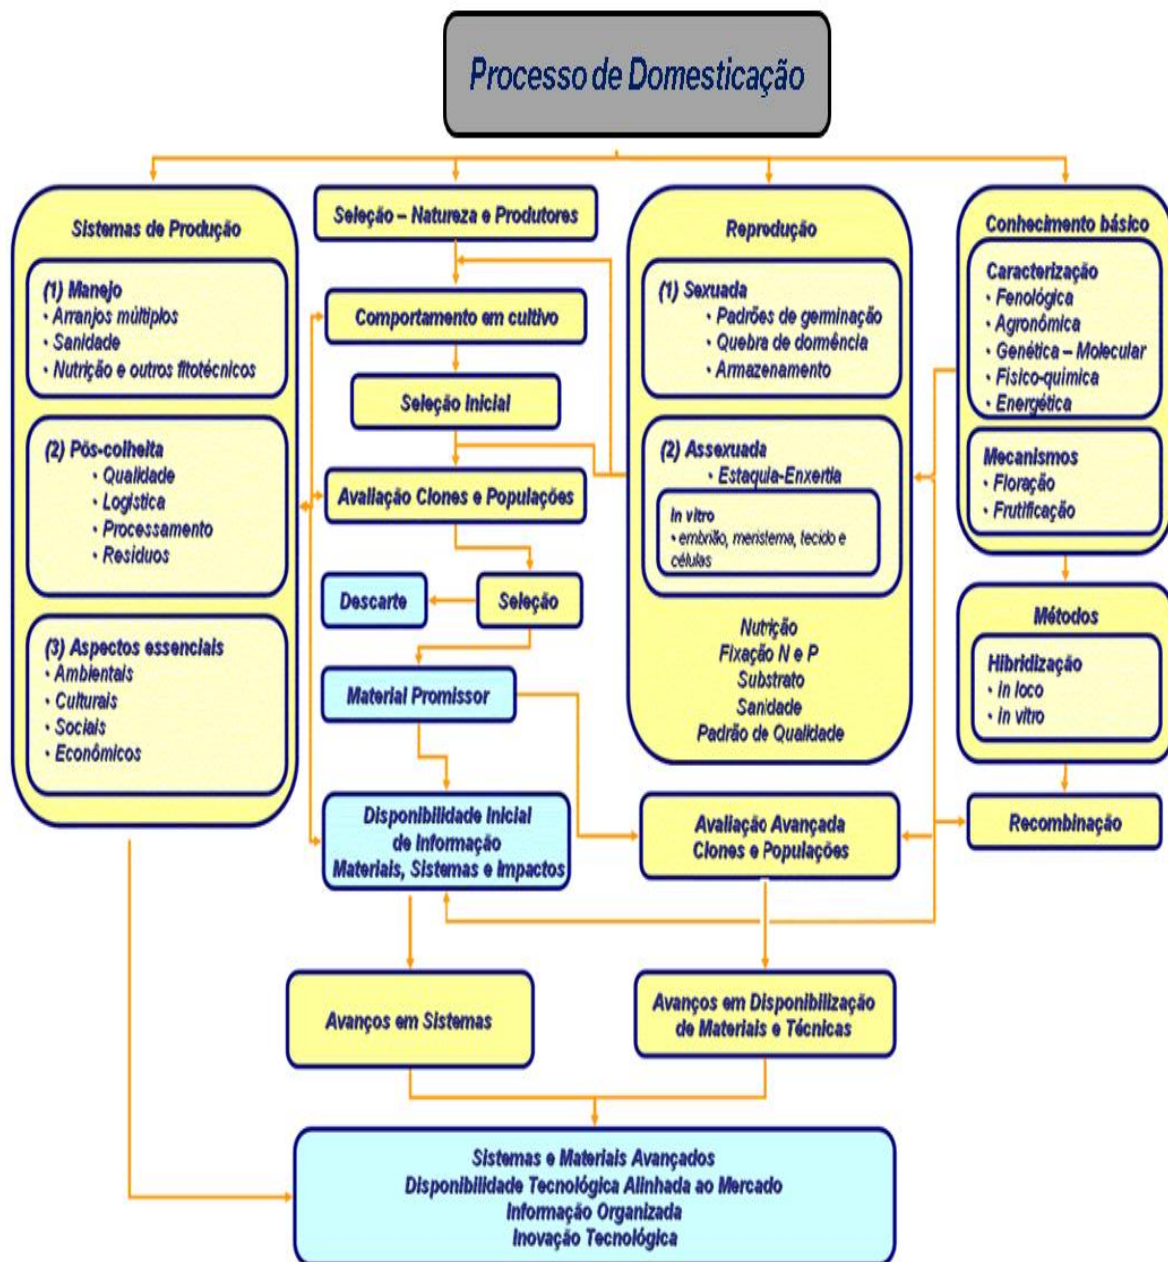 Processo de Domesticação
Sistemas de Produção
(1) Manejo
• Arranjos múltiplos
• Sanidade
• Nutrição e outros fitotécnicos
(2) Pós-colheita
• Qualidade
• Logística
• Processamento
• Resíduos
(3) Aspectos essenciais
• Ambientais
• Culturais
• Sociais
• Econômicos
Seleção – Natureza e Produtores
Comportamento em cultivo
Seleção Inicial
Avaliação Clones e Populações
Descarte
Seleção
Material Promissor
Disponibilidade Inicial
de Informação
Materiais, Sistemas e Impactos
Reprodução
(1) Sexuada
• Padrões de germinação
• Quebra de dormência
• Armazenamento
(2) Assexuada
• Estaquia-Enxertia
In vitro
• embrião, meristema, tecido e
células
Nutrição
Fixação N e P
Substrato
Sanidade
Padrão de Qualidade
Conhecimento básico
Caracterização
• Fenológica
• Agronômica
• Genética – Molecular
• Físico-química
• Energética
Mecanismos
• Floração
• Frutificação
Métodos
Hibridização
• in loco
• in vitro
Recombinação
Avaliação Avançada
Clones e Populações
Avanços em Sistemas
Avanços em Disponibilização
de Materiais e Técnicas
Sistemas e Materiais Avançados
Disponibilidade Tecnológica Alinhada ao Mercado
Informação Organizada
Inovação Tecnológica